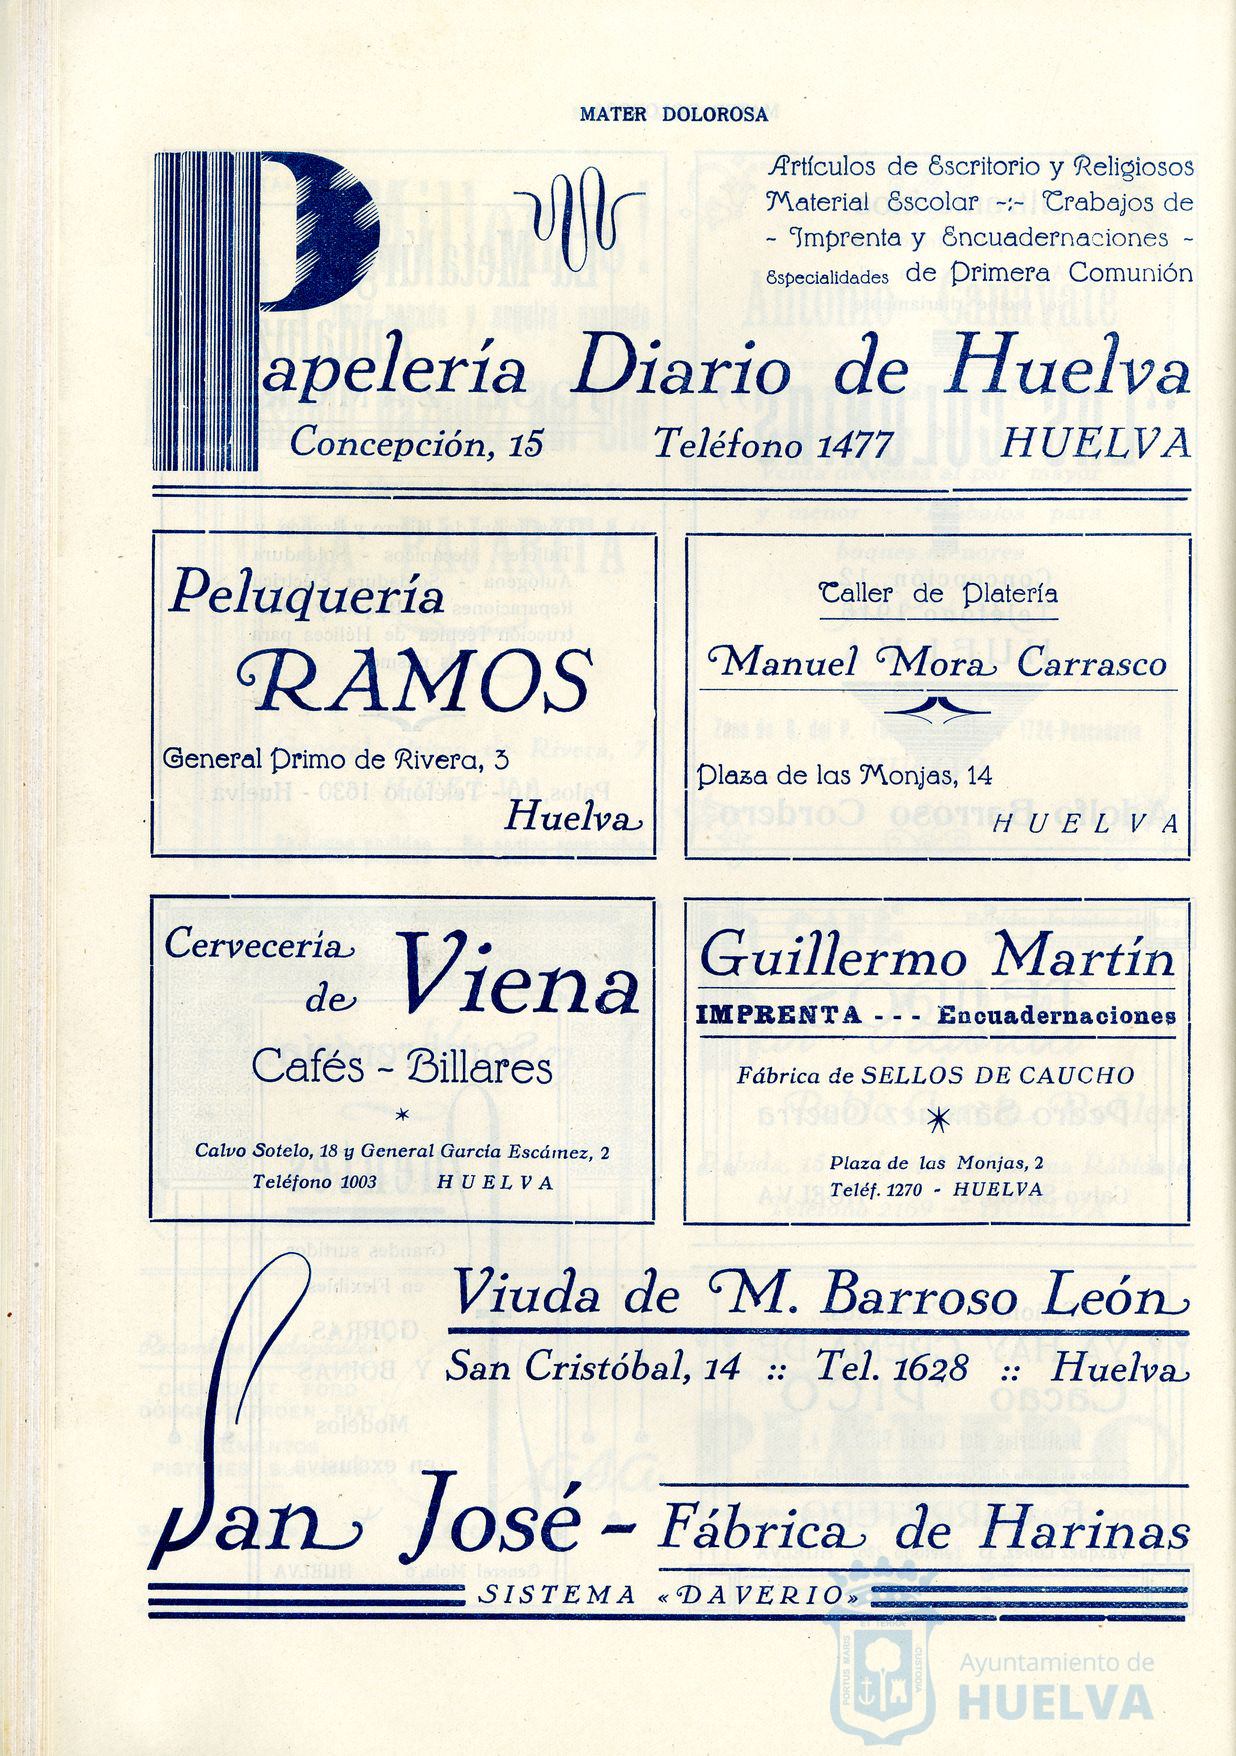 MATER DOLOROSA
Artículos de Escritorio y Religiosos
Material Escolar -:- Trabajos de
- Imprenta y Encuadernaciones -
Especialidades de Primera Comunión
Papelería Diario de Huelva
Concepción, 15 Teléfono 1477 HUELVA
Peluquería
RAMOS
General Primo de Rivera, 3
Huelva
Taller de Platería
Manuel Mora Carrasco
Plaza de las Monjas, 14
HUELVA
Cervecería
de Viena
Cafés - Billares
Calvo Sotelo, 18 y General García Escámez, 2
Teléfono 1003 HUELVA
Guillermo Martín
IMPRENTA - - - Encuadernaciones
Fábrica de SELLOS DE CAUCHO
Plaza de las Monjas, 2
Teléf. 1270 - HUELVA
Viuda de M. Barroso León
San Cristóbal, 14 :: Tel. 1628 :: Huelva
San José - Fábrica de Harinas
SISTEMA «DAVERIO»
PORTUS MARIS
ET TERRÆ
CUSTODIA
Ayuntamiento de
HUELVA